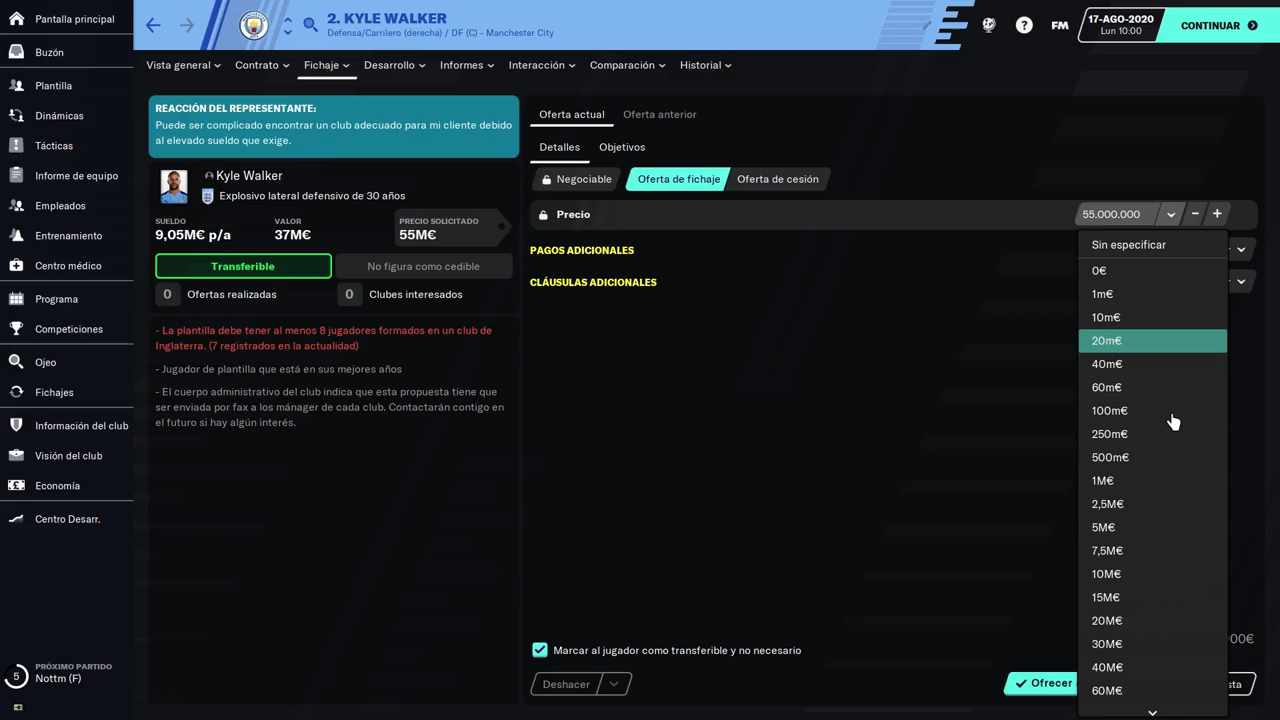 Pantalla principal
Buzón
Plantilla
Dinámicas
Tácticas
Informe de equipo
Empleados
Entrenamiento
Centro médico
Programa
Competiciones
Ojeo
Fichajes
Información del club
Visión del club
Economía
Centro Desarr.
5
PRÓXIMO PARTIDO
Nottm (F)
2. KYLE WALKER
Defensa/Carrilero (derecha) / DF (C) - Manchester City
FM
17-AGO-2020
Lun 10:00
CONTINUAR
Vista general
Contrato
Fichaje
Desarrollo
Informes
Interacción
Comparación
Historial
REACCIÓN DEL REPRESENTANTE:
Puede ser complicado encontrar un club adecuado para mi cliente debido
al elevado sueldo que exige.
Kyle Walker
Explosivo lateral defensivo de 30 años
SUELDO
9,05M€ p/a
VALOR
37M€
PRECIO SOLICITADO
55M€
Transferible
No figura como cedible
0 Ofertas realizadas
0 Clubes interesados
- La plantilla debe tener al menos 8 jugadores formados en un club de
Inglaterra. (7 registrados en la actualidad)
- Jugador de plantilla que está en sus mejores años
- El cuerpo administrativo del club indica que esta propuesta tiene que
ser enviada por fax a los mánager de cada club. Contactarán contigo en
el futuro si hay algún interés.
Oferta actual
Oferta anterior
Detalles
Objetivos
Negociable
Oferta de fichaje
Oferta de cesión
Precio
55.000.000
- +
PAGOS ADICIONALES
CLÁUSULAS ADICIONALES
Sin especificar
0€
1m€
10m€
20m€
40m€
60m€
100m€
250m€
500m€
1M€
2,5M€
5M€
7,5M€
10M€
15M€
20M€
30M€
40M€
60M€
Marcar al jugador como transferible y no necesario
Deshacer
Ofrecer